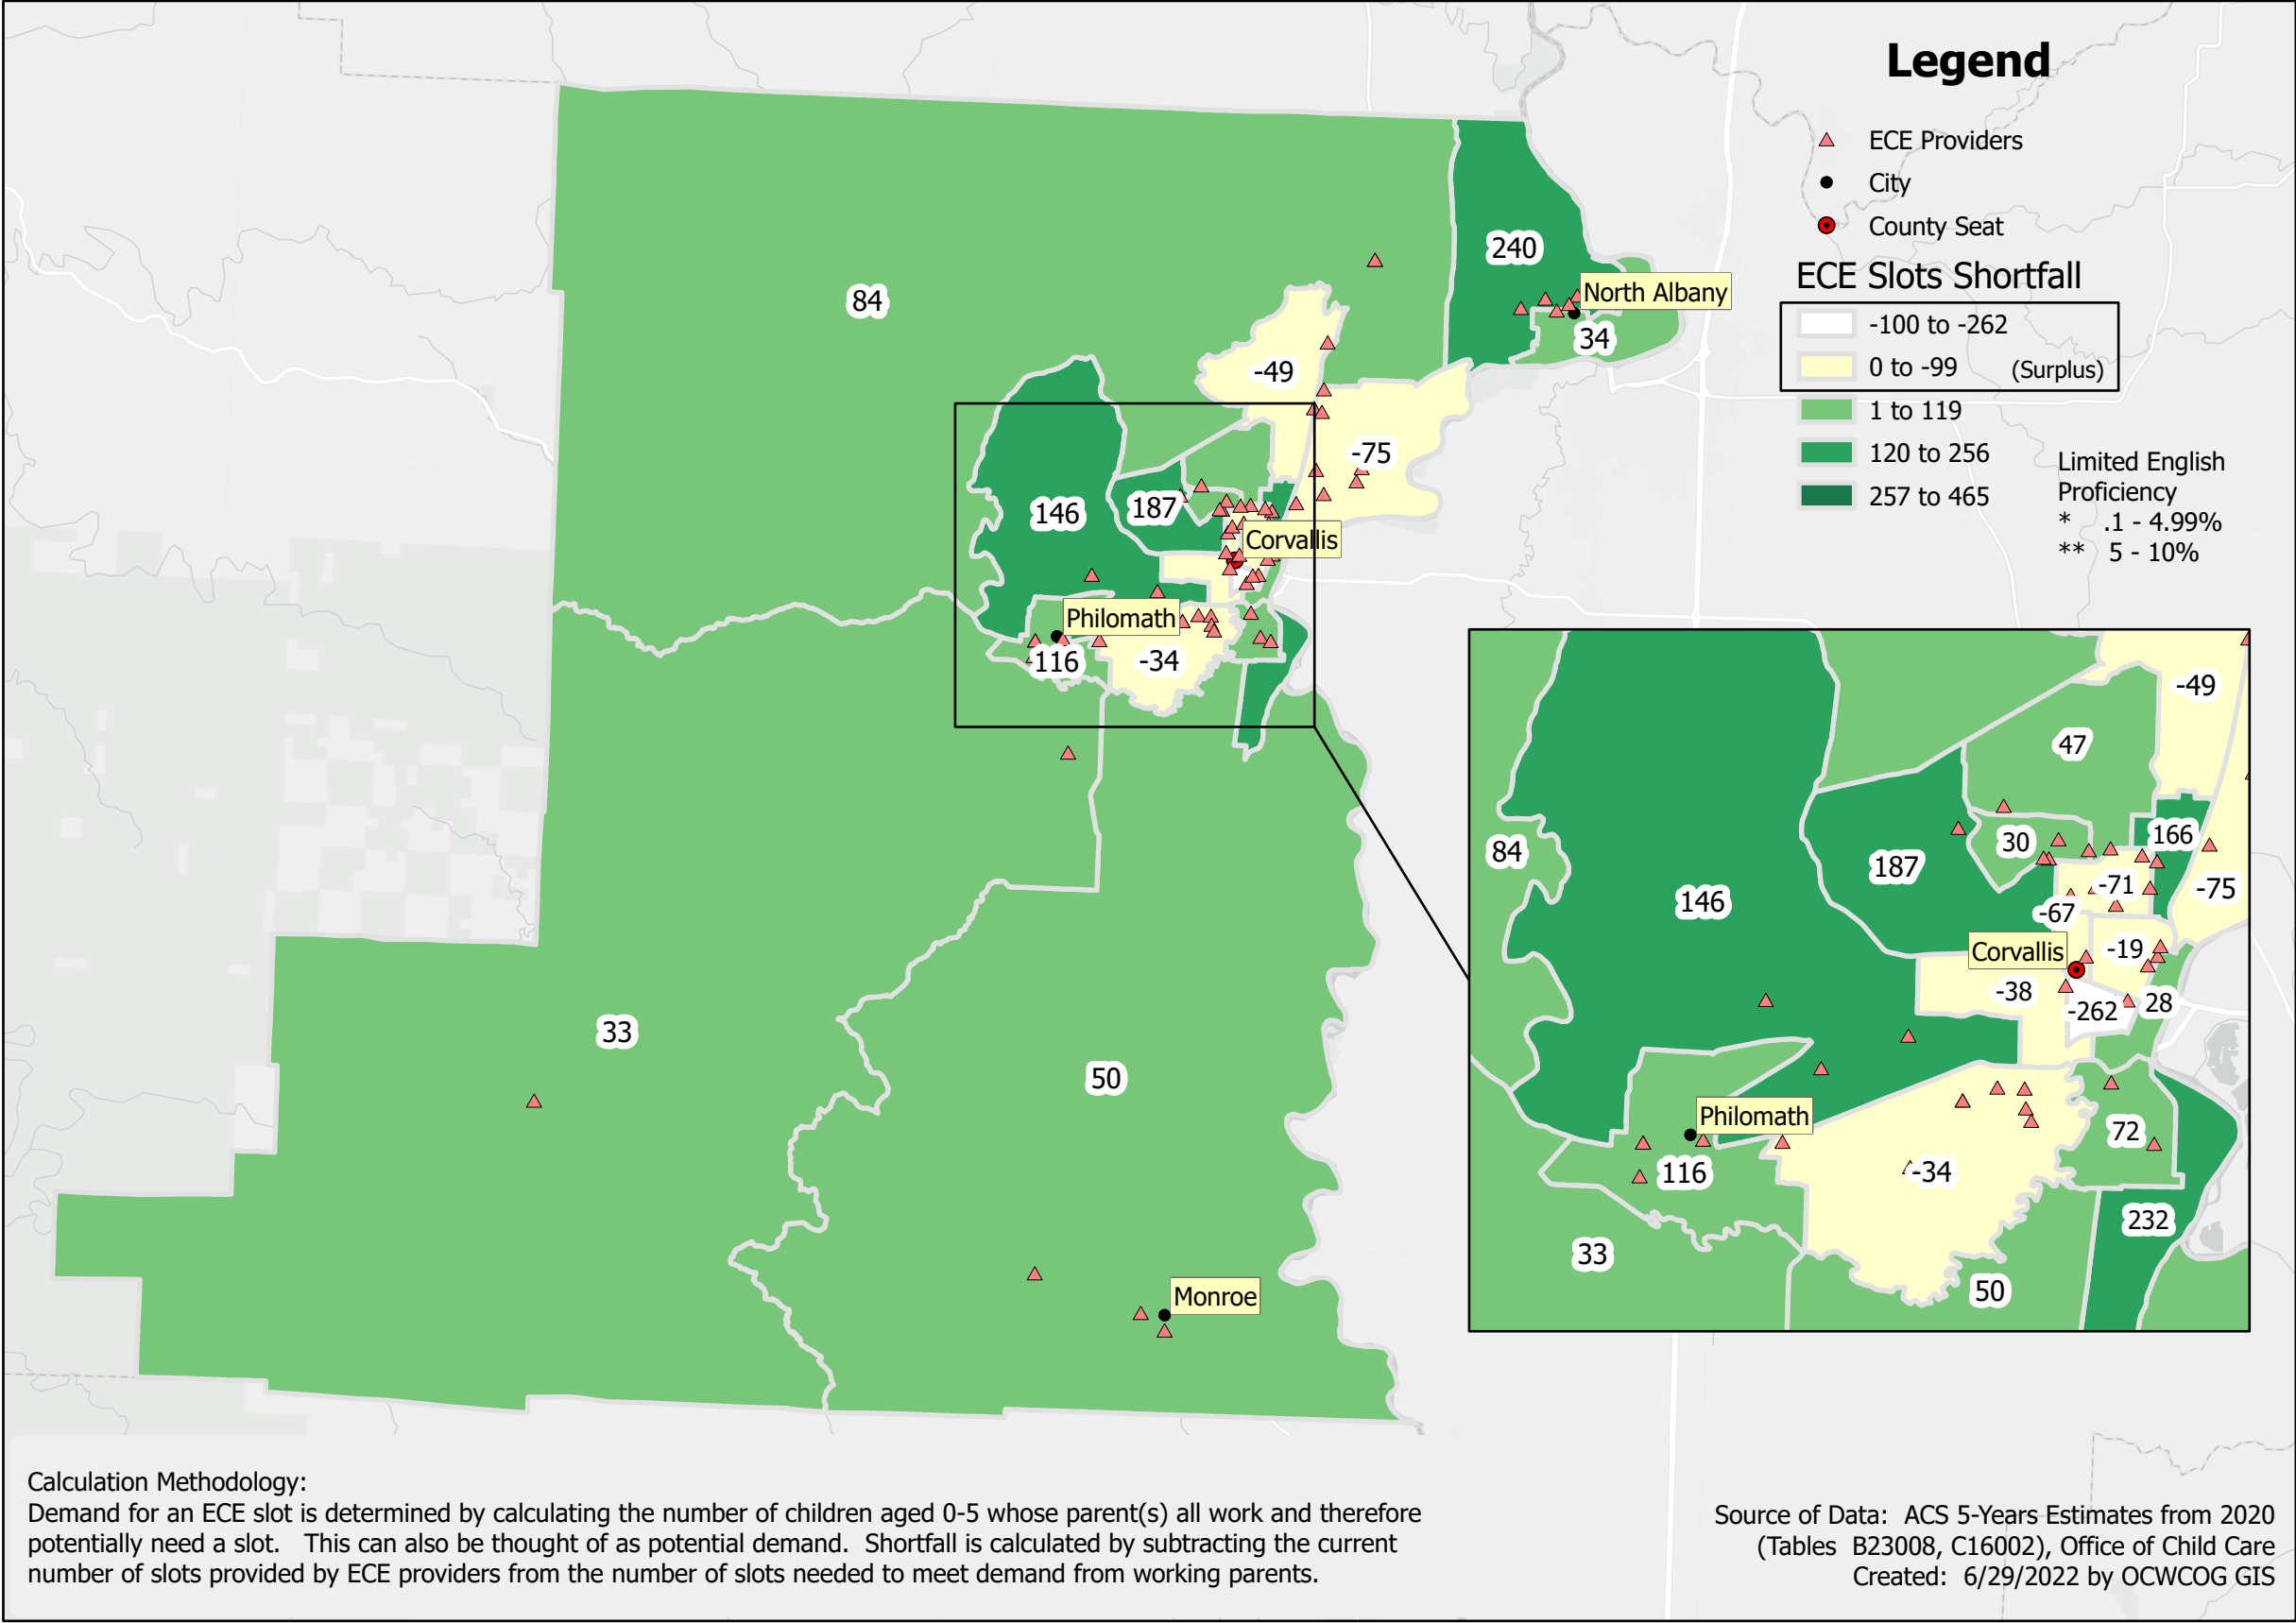 Legend
ECE Providers
City
County Seat
ECE Slots Shortfall
-100 to -262
0 to -99 (Surplus)
1 to 119
120 to 256
257 to 465
Limited English
Proficiency
* .1 - 4.99%
** 5 - 10%
84
240
North Albany
34
-49
-75
146
187
Corvallis
Philomath
116
-34
33
50
Monroe
-49
47
84
30
166
187
-71
-75
146
-67
Corvallis
-19
-38
-262
28
Philomath
72
116
-34
232
33
50
Calculation Methodology:
Demand for an ECE slot is determined by calculating the number of children aged 0-5 whose parent(s) all work and therefore
potentially need a slot. This can also be thought of as potential demand. Shortfall is calculated by subtracting the current
number of slots provided by ECE providers from the number of slots needed to meet demand from working parents.
Source of Data: ACS 5-Years Estimates from 2020
(Tables B23008, C16002), Office of Child Care
Created: 6/29/2022 by OCWCOG GIS